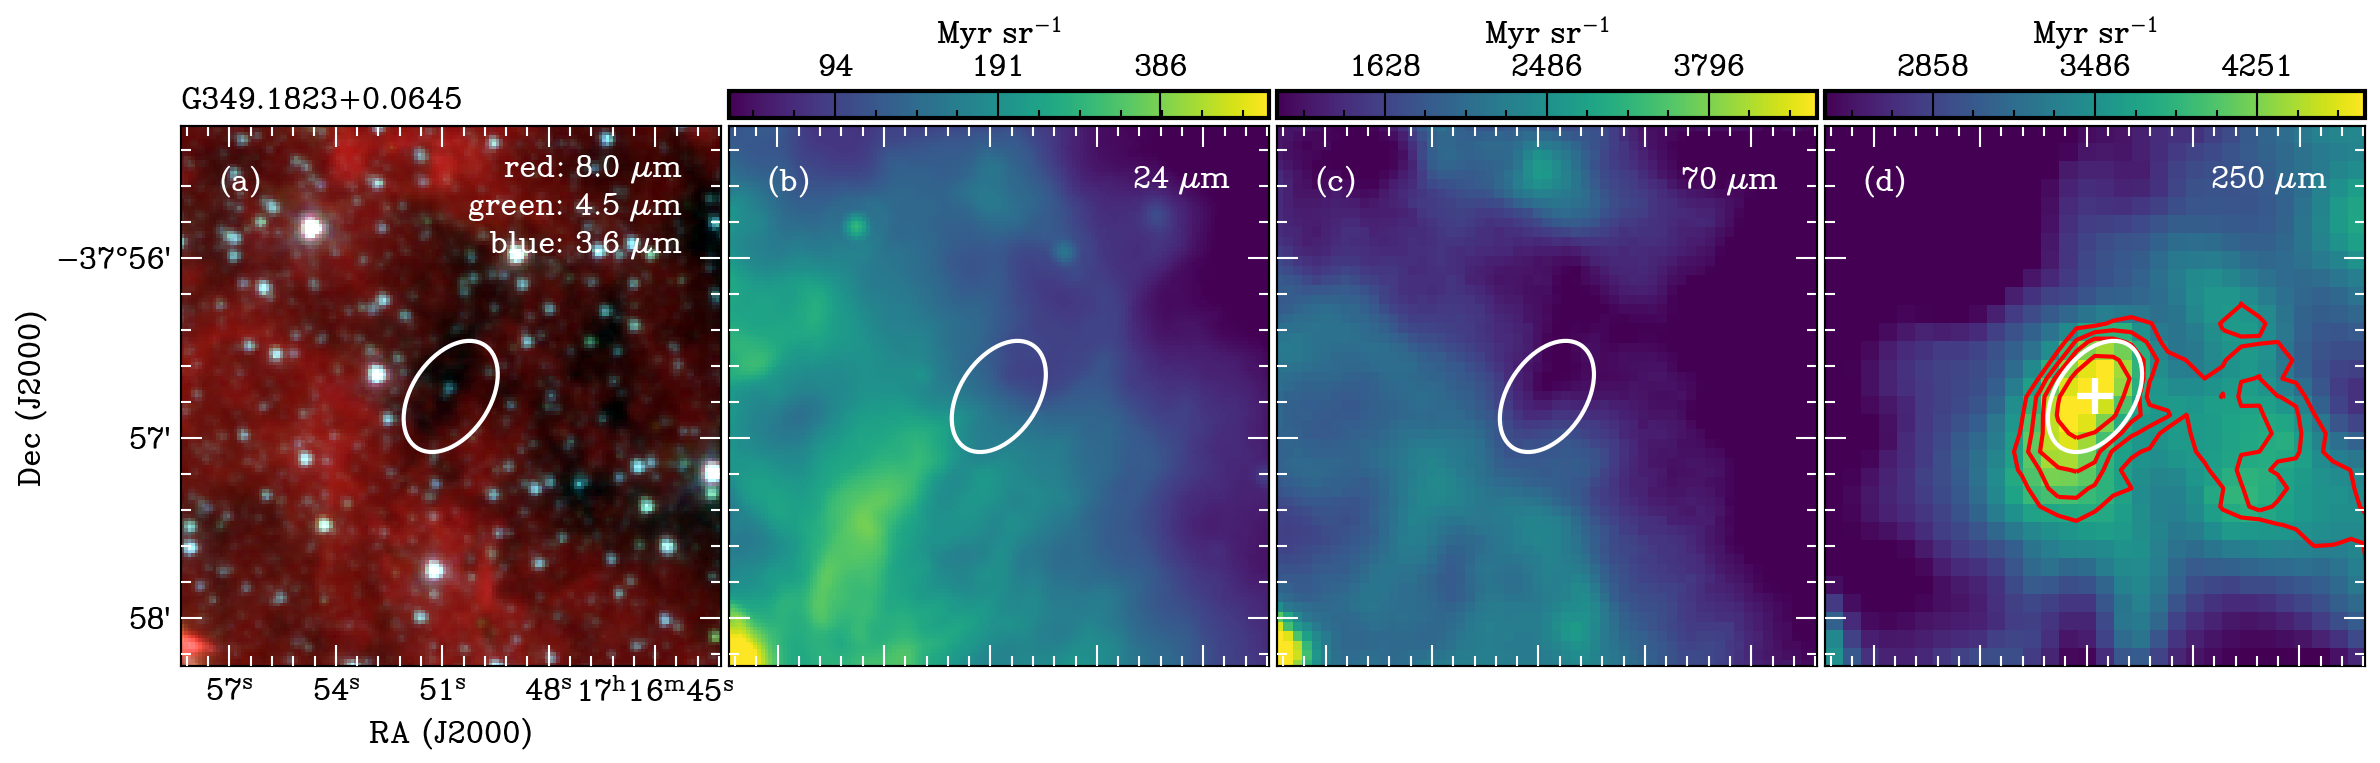 G349.1823+0.0645
(a)
red: 8.0 μm
green: 4.5 μm
blue: 3.6 μm
−37°56'
57'
58'
Dec (J2000)
57ˢ 54ˢ 51ˢ 48ˢ 17ʰ16ᵐ45ˢ
RA (J2000)
Myr sr⁻¹
94 191 386
(b)
24 μm
Myr sr⁻¹
1628 2486 3796
(c)
70 μm
Myr sr⁻¹
2858 3486 4251
(d)
250 μm